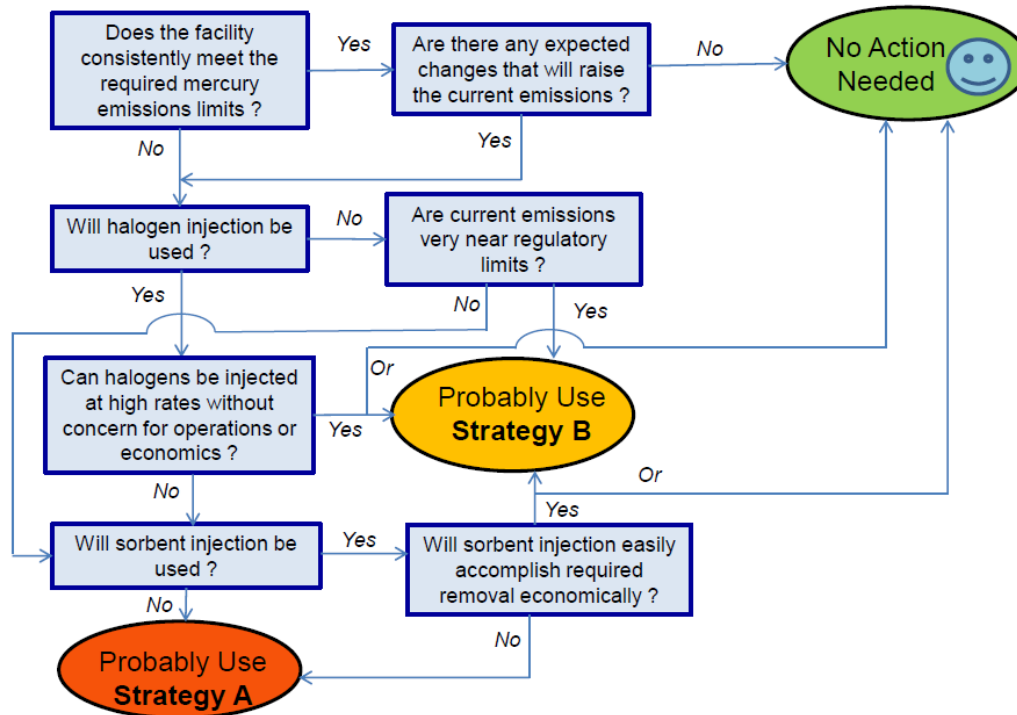 Does the facility
consistently meet the
required mercury
emissions limits ?
Yes
Are there any expected
changes that will raise
the current emissions ?
No
No Action
Needed
No
Yes
Will halogen injection be
used ?
No
Are current emissions
very near regulatory
limits ?
Yes
No
Yes
Can halogens be injected
at high rates without
concern for operations or
economics ?
Or
Yes
Probably Use
Strategy B
No
Or
Yes
Will sorbent injection be
used ?
Yes
Will sorbent injection easily
accomplish required
removal economically ?
No
No
Probably Use
Strategy A